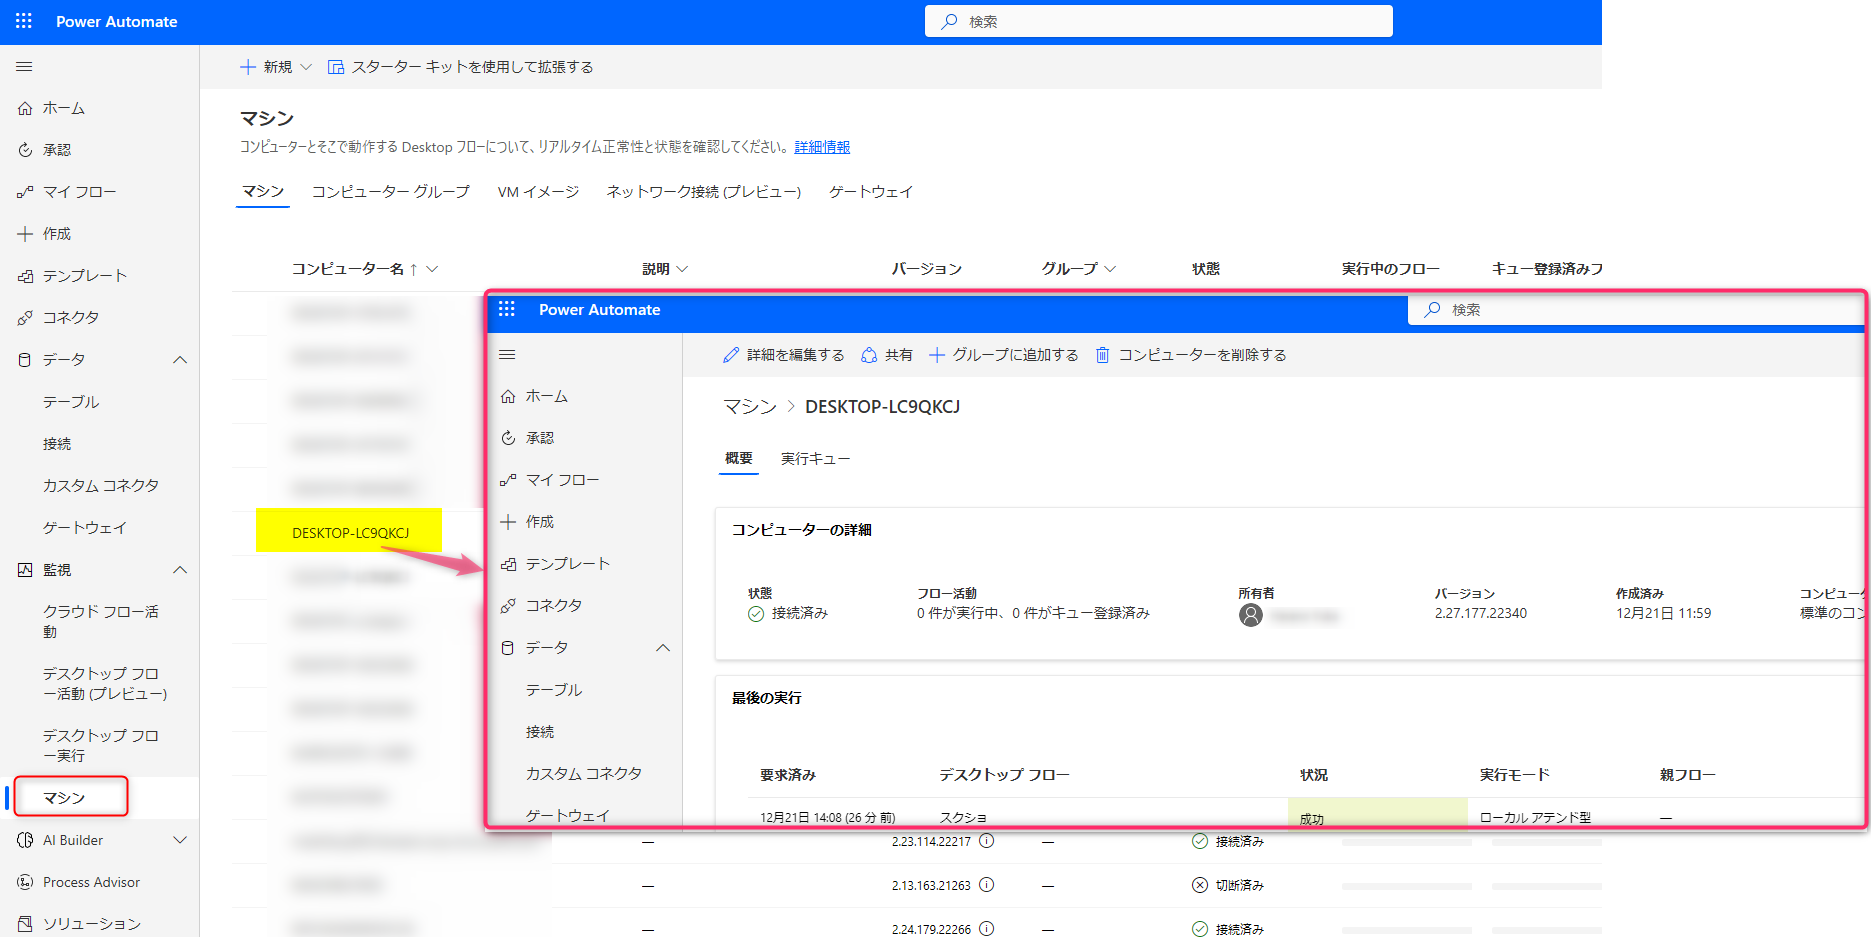 Power Automate
検索
新規
スターター キットを使用して拡張する
ホーム
承認
マイ フロー
作成
テンプレート
コネクタ
データ
テーブル
接続
カスタム コネクタ
ゲートウェイ
監視
クラウド フロー活
動
デスクトップ フロ
ー活動 (プレビュー)
デスクトップ フロ
ー実行
マシン
AI Builder
Process Advisor
ソリューション
マシン
コンピューターとそこで動作する Desktop フローについて、リアルタイム正常性と状態を確認してください。 詳細情報
マシン コンピューター グループ VM イメージ ネットワーク接続 (プレビュー) ゲートウェイ
コンピューター名 ↑ 説明 バージョン グループ 状態 実行中のフロー キュー登録済みフ
DESKTOP-LC9QKCJ
Power Automate
検索
ホーム
承認
マイ フロー
作成
テンプレート
コネクタ
データ
テーブル
接続
カスタム コネクタ
ゲートウェイ
詳細を編集する 共有 グループに追加する コンピューターを削除する
マシン > DESKTOP-LC9QKCJ
概要 実行キュー
コンピューターの詳細
状態 フロー活動 所有者 バージョン 作成済み コンピュータ
接続済み 0 件が実行中、0 件がキュー登録済み 2.27.177.22340 12月21日 11:59 標準のコン
最後の実行
要求済み デスクトップ フロー 状況 実行モード 親フロー
12月21日 14:08 (26 分 前) スクショ 成功 ローカル アテンド型 —
— 2.23.114.22217 — 接続済み
— 2.13.163.21263 — 切断済み
— 2.24.179.22266 — 接続済み